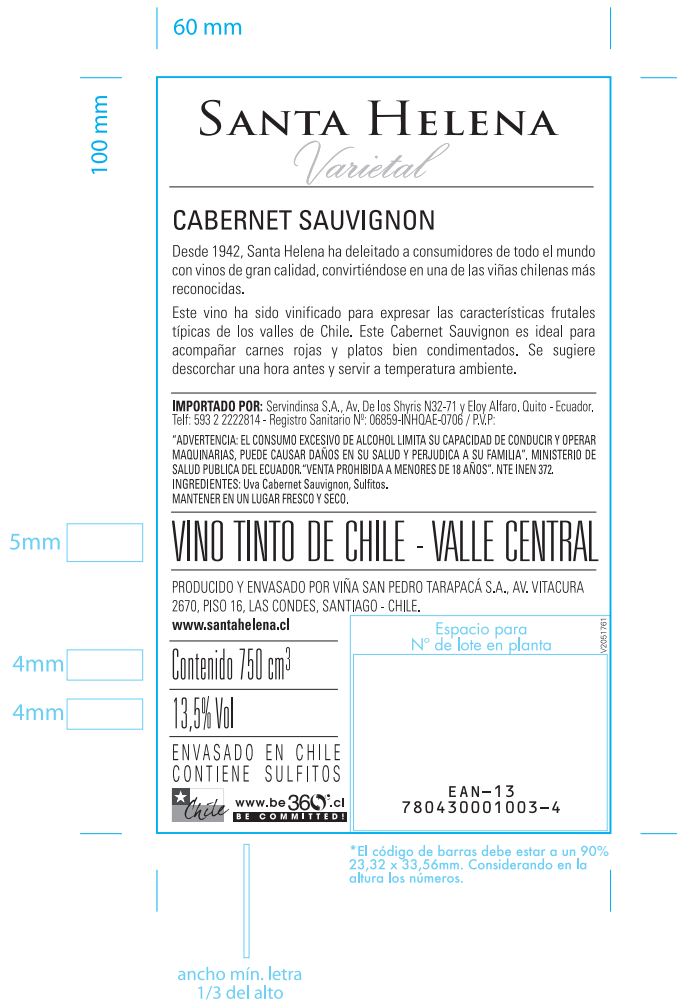 60 mm
100 mm
SANTA HELENA
Varietal
CABERNET SAUVIGNON
Desde 1942, Santa Helena ha deleitado a consumidores de todo el mundo
con vinos de gran calidad, convirtiéndose en una de las viñas chilenas más
reconocidas.
Este vino ha sido vinificado para expresar las características frutales
típicas de los valles de Chile. Este Cabernet Sauvignon es ideal para
acompañar carnes rojas y platos bien condimentados. Se sugiere
descorchar una hora antes y servir a temperatura ambiente.
IMPORTADO POR: Servindinsa S.A., Av. De los Shyris N32-71 y Eloy Alfaro. Quito - Ecuador.
Telf: 593 2 2222814 - Registro Sanitario Nº: 06859-INHQAE-0706 / P.V.P:
"ADVERTENCIA: EL CONSUMO EXCESIVO DE ALCOHOL LIMITA SU CAPACIDAD DE CONDUCIR Y OPERAR
MAQUINARIAS, PUEDE CAUSAR DAÑOS EN SU SALUD Y PERJUDICA A SU FAMILIA". MINISTERIO DE
SALUD PUBLICA DEL ECUADOR. "VENTA PROHIBIDA A MENORES DE 18 AÑOS". NTE INEN 372.
INGREDIENTES: Uva Cabernet Sauvignon, Sulfitos.
MANTENER EN UN LUGAR FRESCO Y SECO.
5mm
VINO TINTO DE CHILE - VALLE CENTRAL
PRODUCIDO Y ENVASADO POR VIÑA SAN PEDRO TARAPACÁ S.A., AV. VITACURA
2670, PISO 16, LAS CONDES, SANTIAGO - CHILE.
www.santahelena.cl
Espacio para
Nº de lote en planta
V2051761
4mm
Contenido 750 cm³
4mm
13,5% Vol
ENVASADO EN CHILE
CONTIENE SULFITOS
Chile
www.be360°.cl
BE COMMITTED!
EAN-13
780430001003-4
*El código de barras debe estar a un 90%
23,32 x 33,56mm. Considerando en la
altura los números.
ancho mín. letra
1/3 del alto